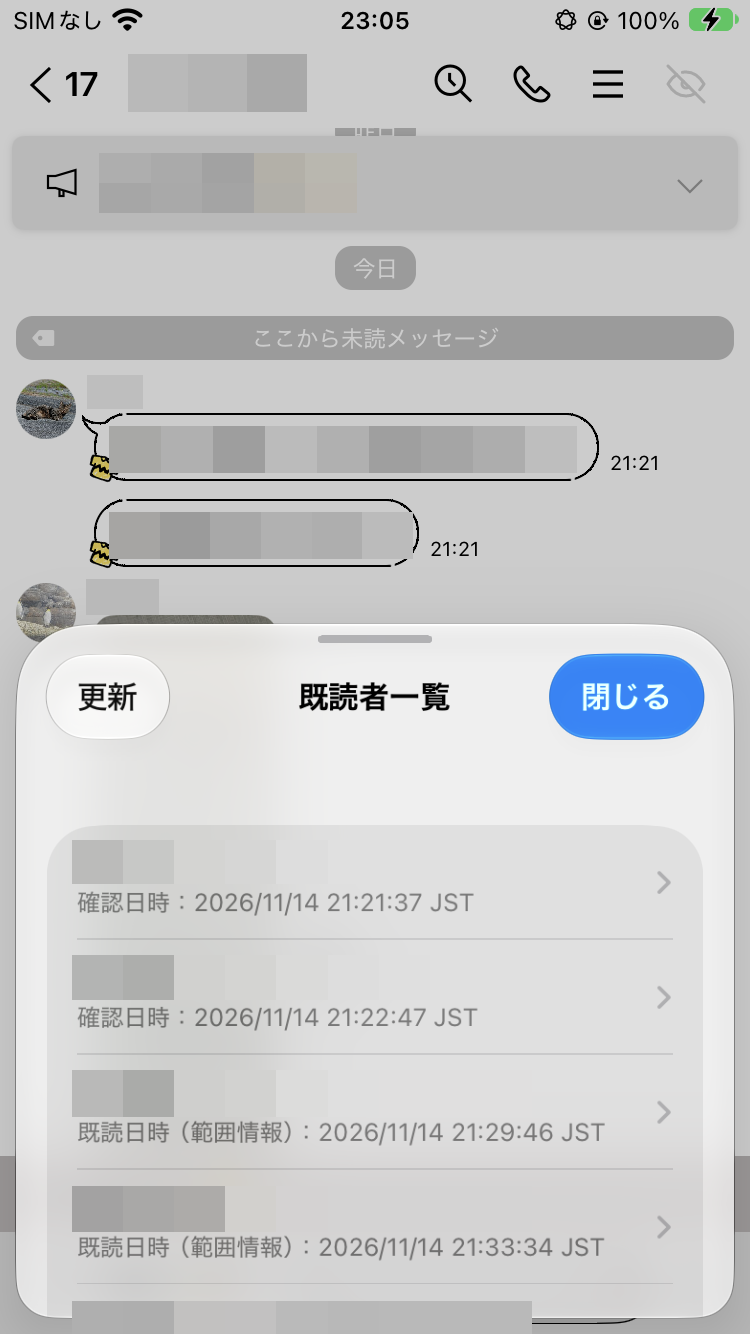 SIMなし 23:05 100%
17
今日
ここから未読メッセージ
21:21
21:21
更新 既読者一覧 閉じる
確認日時：2026/11/14 21:21:37 JST
確認日時：2026/11/14 21:22:47 JST
既読日時（範囲情報）：2026/11/14 21:29:46 JST
既読日時（範囲情報）：2026/11/14 21:33:34 JST